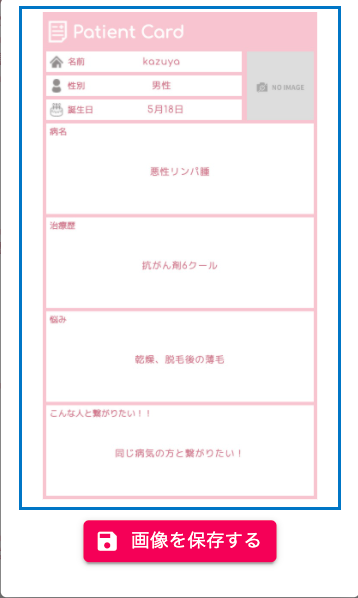 Patient Card
名前 kazuya
性別 男性
誕生日 5月18日
NO IMAGE
病名
悪性リンパ腫
治療歴
抗がん剤6クール
悩み
乾燥、脱毛後の薄毛
こんな人と繋がりたい！！
同じ病気の方と繋がりたい！
画像を保存する